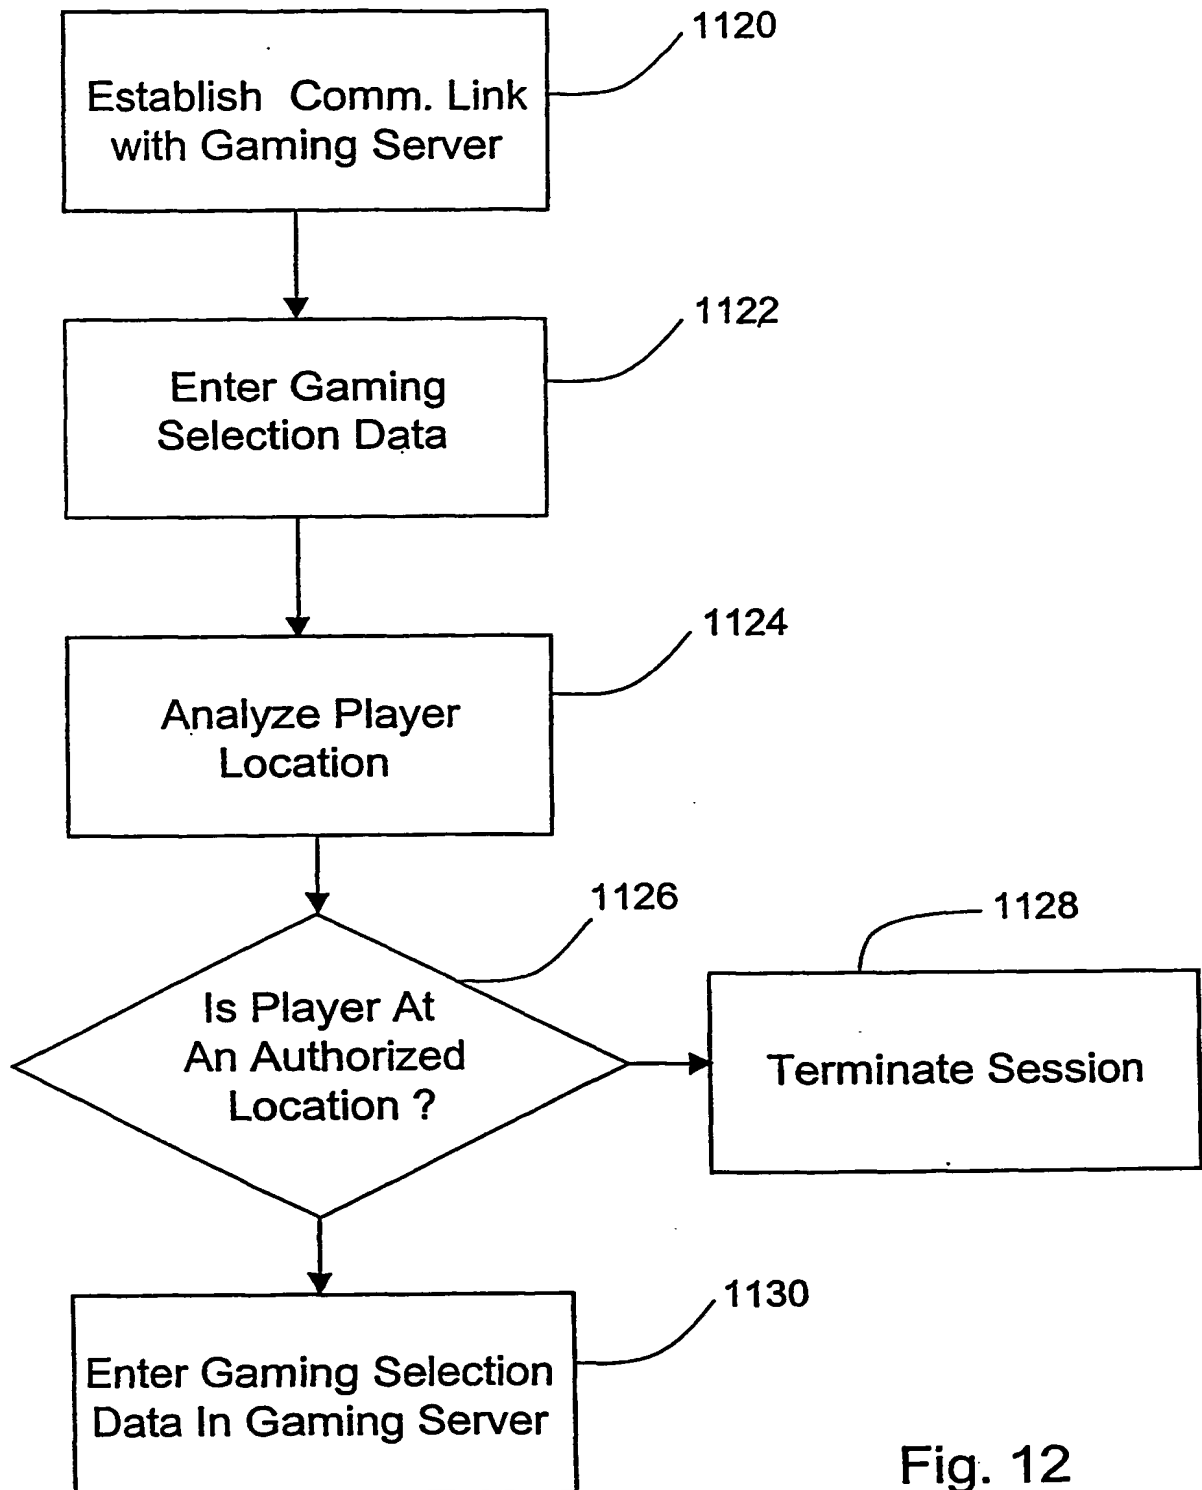 1120
Establish Comm. Link
with Gaming Server
1122
Enter Gaming
Selection Data
1124
Analyze Player
Location
1126
1128
Is Player At
An Authorized
Location ?
Terminate Session
1130
Enter Gaming Selection
Data In Gaming Server
Fig. 12